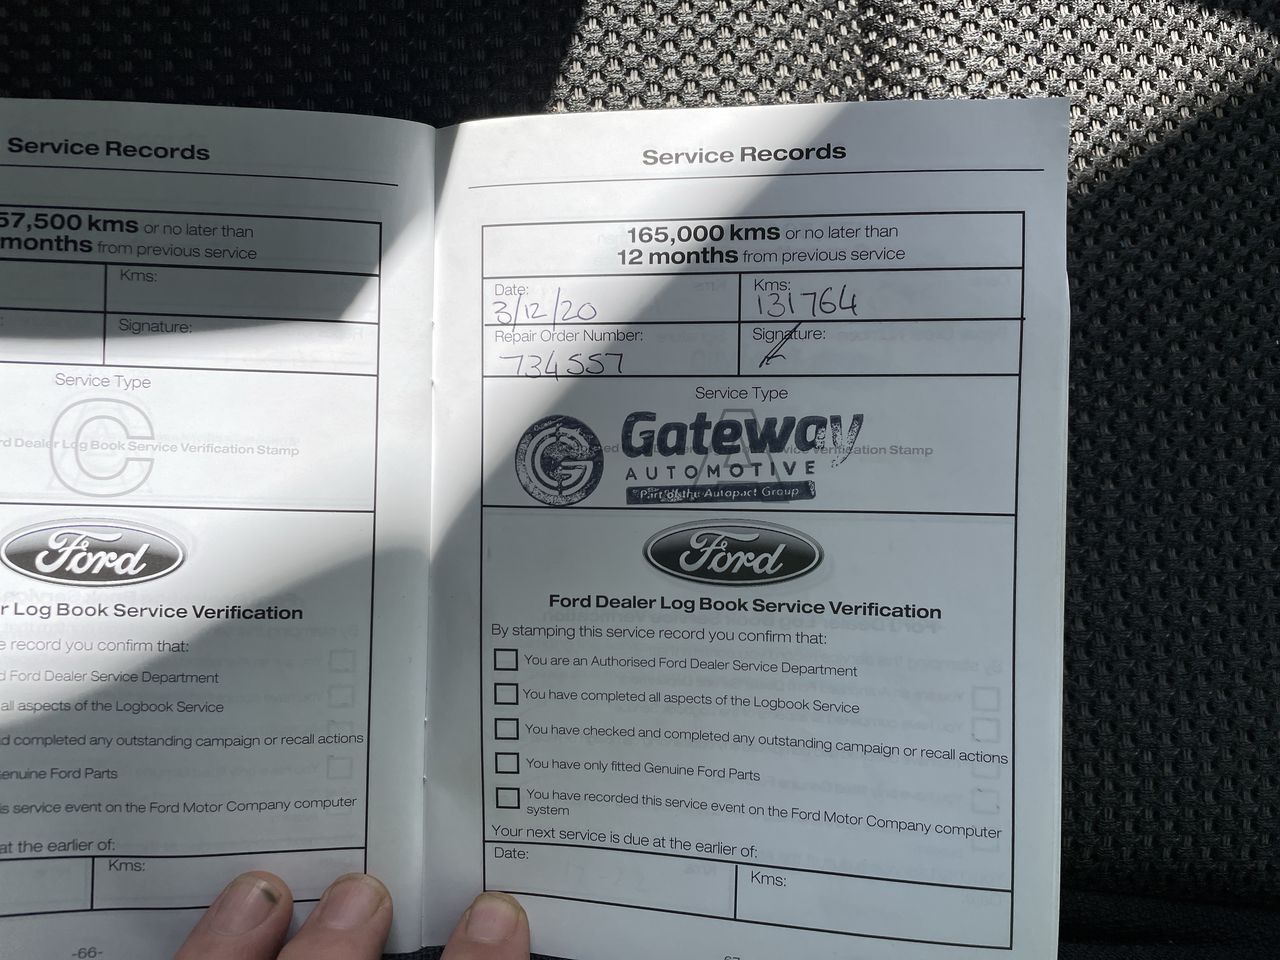 Service Records
57,500 kms or no later than
months from previous service
Kms:
Signature:
Service Type
C
Dealer Log Book Service Verification Stamp
Ford
Log Book Service Verification
record you confirm that:
Ford Dealer Service Department
all aspects of the Logbook Service
completed any outstanding campaign or recall actions
Genuine Ford Parts
service event on the Ford Motor Company computer
at the earlier of:
Kms:
-66-
Service Records
165,000 kms or no later than
12 months from previous service
Date:
3/12/20
Kms:
131764
Repair Order Number:
734557
Signature:
Service Type
A
Gateway
Verification Stamp
AUTOMOTIVE
Part of the Autopact Group
Ford
Ford Dealer Log Book Service Verification
By stamping this service record you confirm that:
You are an Authorised Ford Dealer Service Department
You have completed all aspects of the Logbook Service
You have checked and completed any outstanding campaign or recall actions
You have only fitted Genuine Ford Parts
You have recorded this service event on the Ford Motor Company computer
system
Your next service is due at the earlier of:
Date:
Kms: